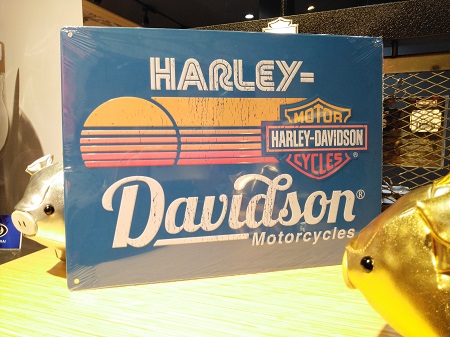 HARLEY-
MOTOR
HARLEY-DAVIDSON
CYCLES
®
Davidson®
Motorcycles